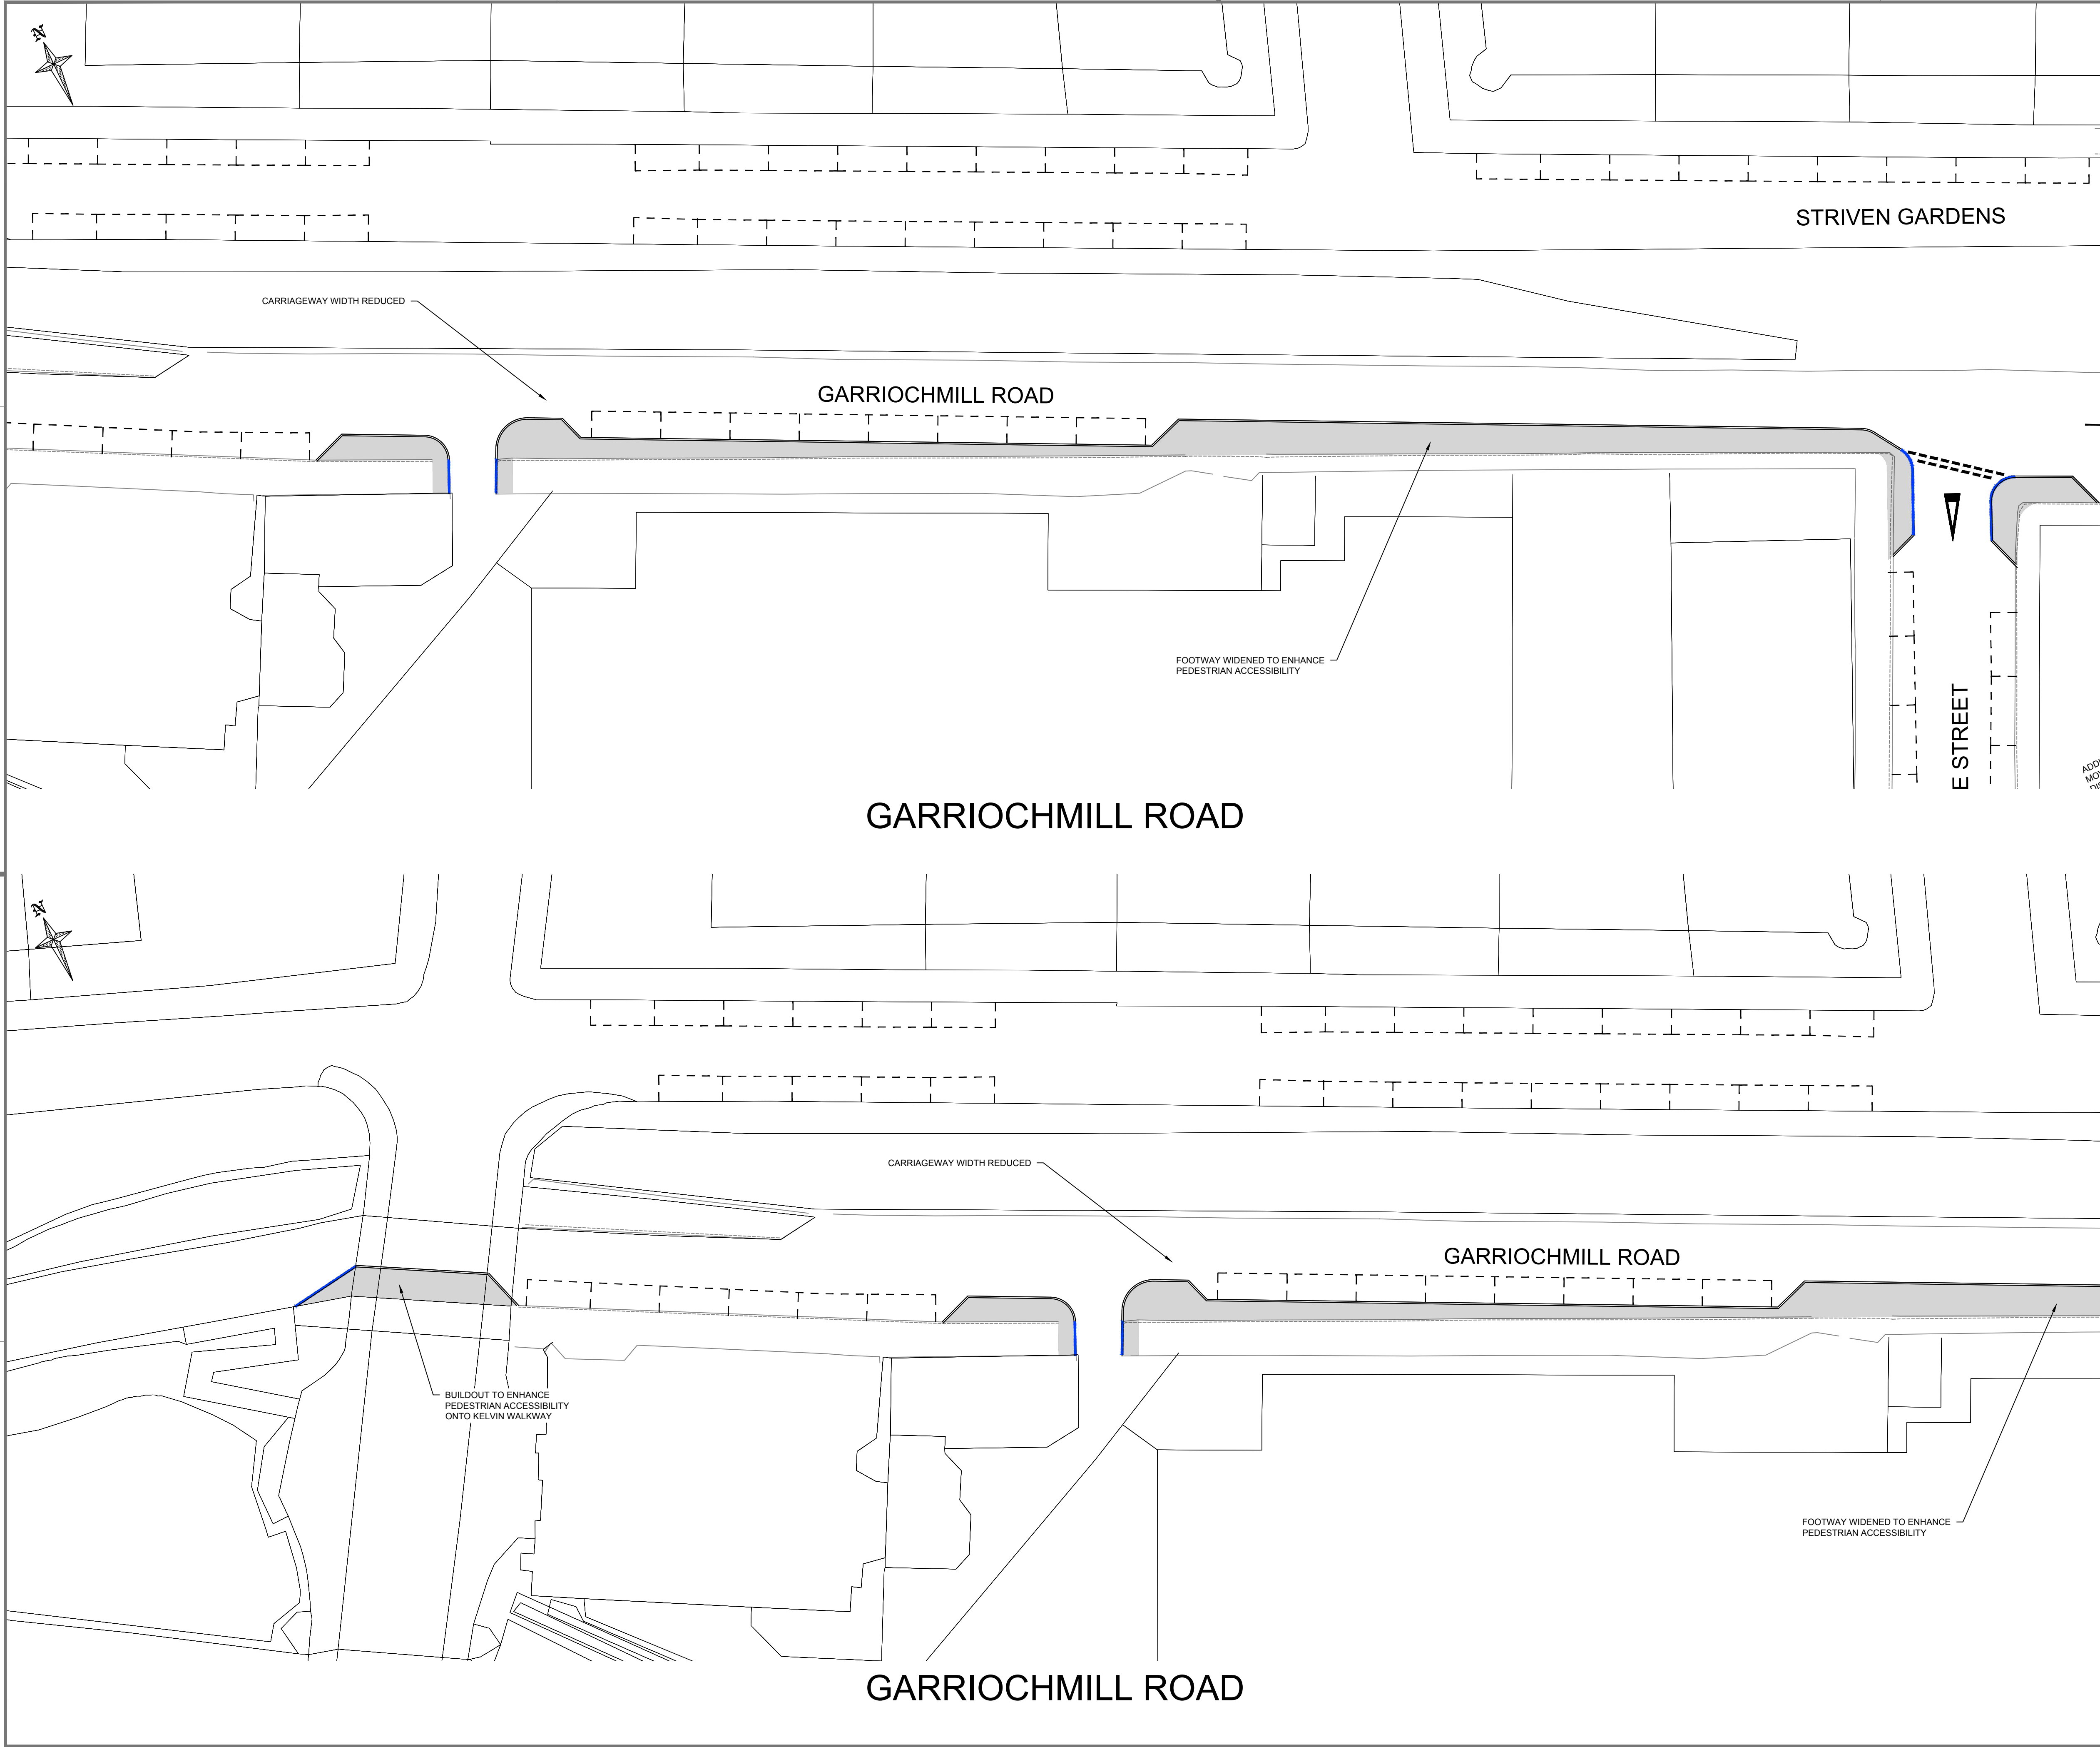 N
STRIVEN GARDENS
CARRIAGEWAY WIDTH REDUCED
GARRIOCHMILL ROAD
FOOTWAY WIDENED TO ENHANCE
PEDESTRIAN ACCESSIBILITY
E STREET
GARRIOCHMILL ROAD
N
CARRIAGEWAY WIDTH REDUCED
GARRIOCHMILL ROAD
BUILDOUT TO ENHANCE
PEDESTRIAN ACCESSIBILITY
ONTO KELVIN WALKWAY
FOOTWAY WIDENED TO ENHANCE
PEDESTRIAN ACCESSIBILITY
GARRIOCHMILL ROAD